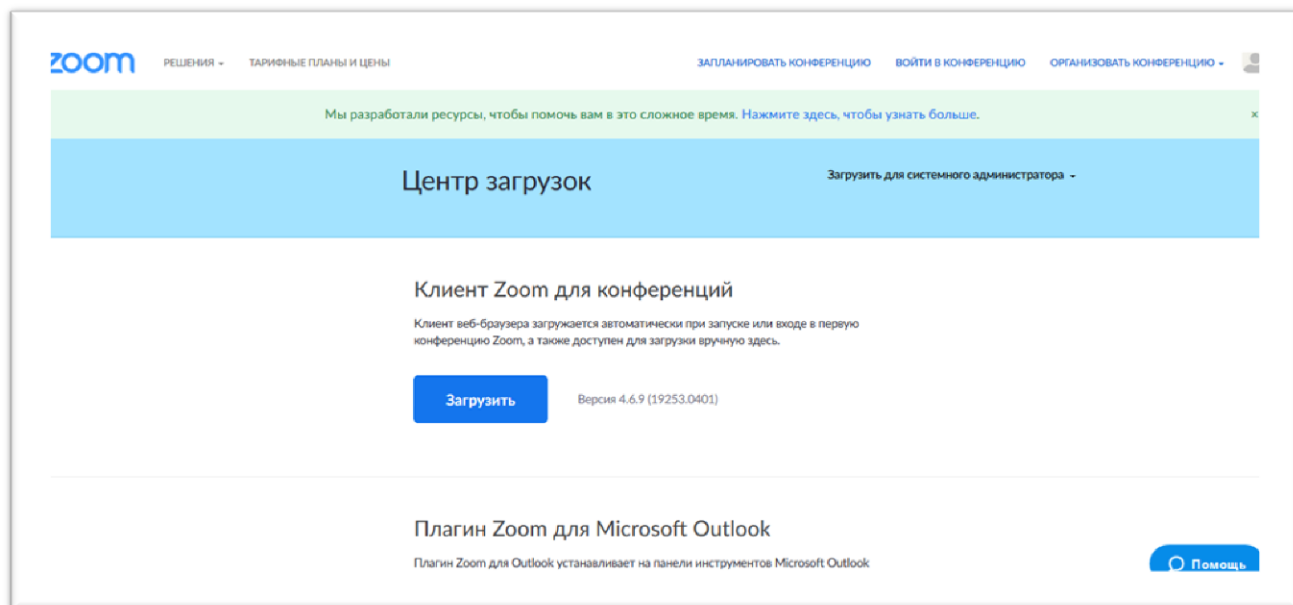 zoom РЕШЕНИЯ ТАРИФНЫЕ ПЛАНЫ И ЦЕНЫ ЗАПЛАНИРОВАТЬ КОНФЕРЕНЦИЮ ВОЙТИ В КОНФЕРЕНЦИЮ ОРГАНИЗОВАТЬ КОНФЕРЕНЦИЮ
Мы разработали ресурсы, чтобы помочь вам в это сложное время. Нажмите здесь, чтобы узнать больше. x
Центр загрузок Загрузить для системного администратора
Клиент Zoom для конференций
Клиент веб-браузера загружается автоматически при запуске или входе в первую
конференцию Zoom, а также доступен для загрузки вручную здесь.
Загрузить Версия 4.6.9 (19253.0401)
Плагин Zoom для Microsoft Outlook
Плагин Zoom для Outlook устанавливает на панели инструментов Microsoft Outlook
Помощь